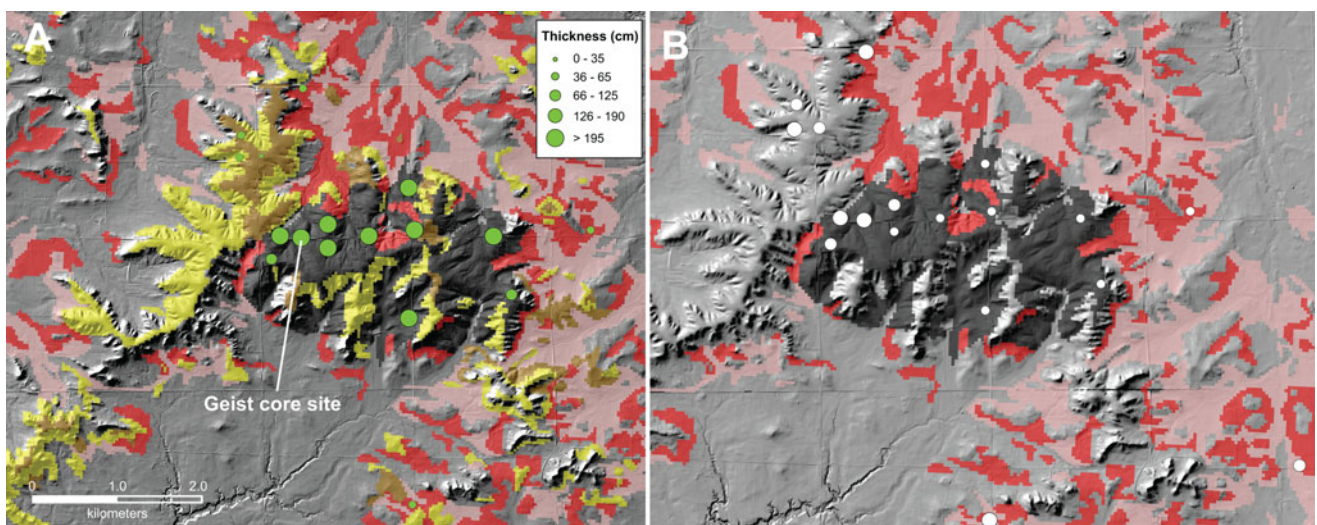 A
Thickness (cm)
0 - 35
36 - 65
66 - 125
126 - 190
> 195
Geist core site
0 1.0 2.0
kilometers
B